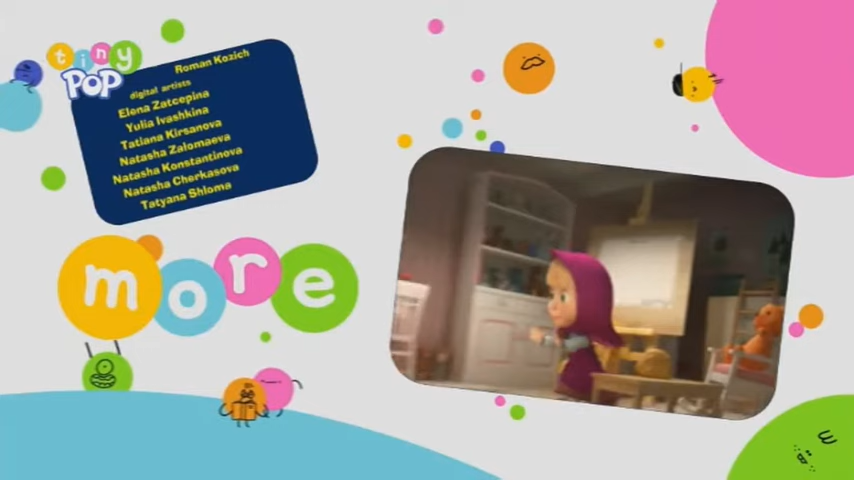 tiny
POP
Roman Kozich
digital artists
Elena Zatcepina
Yulia Ivashkina
Tatiana Kirsanova
Natasha Zalomaeva
Natasha Konstantinova
Natasha Cherkasova
Tatyana Shloma
more